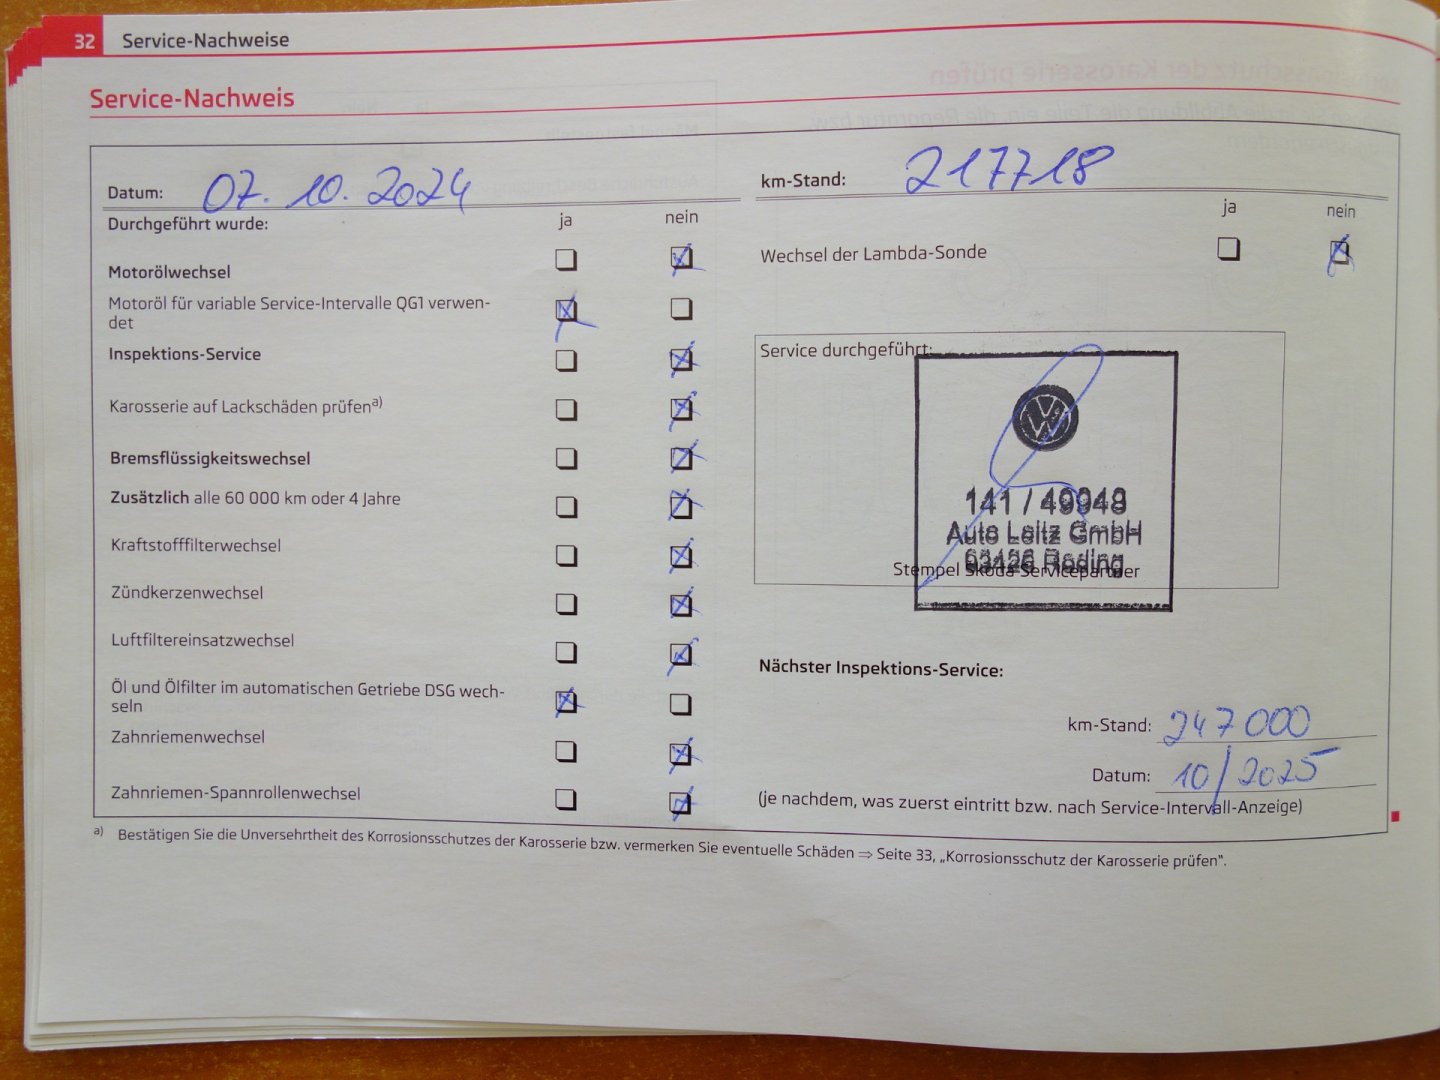 32 Service-Nachweise
Service-Nachweis
Datum: 07.10.2024
km-Stand: 217718
Durchgeführt wurde: ja nein
Motorölwechsel
Motoröl für variable Service-Intervalle QG1 verwen-
det
Inspektions-Service
Karosserie auf Lackschäden prüfen a)
Bremsflüssigkeitswechsel
Zusätzlich alle 60 000 km oder 4 Jahre
Kraftstofffilterwechsel
Zündkerzenwechsel
Luftfiltereinsatzwechsel
Öl und Ölfilter im automatischen Getriebe DSG wech-
seln
Zahnriemenwechsel
Zahnriemen-Spannrollenwechsel
ja nein
Wechsel der Lambda-Sonde
Service durchgeführt:
141 / 49948
Auto Leitz GmbH
93426 Roding
Stempel Skoda-Servicepartner
Nächster Inspektions-Service:
km-Stand: 247000
Datum: 10/2025
(je nachdem, was zuerst eintritt bzw. nach Service-Intervall-Anzeige)
a) Bestätigen Sie die Unversehrtheit des Korrosionsschutzes der Karosserie bzw. vermerken Sie eventuelle Schäden ⇒ Seite 33, „Korrosionsschutz der Karosserie prüfen“.